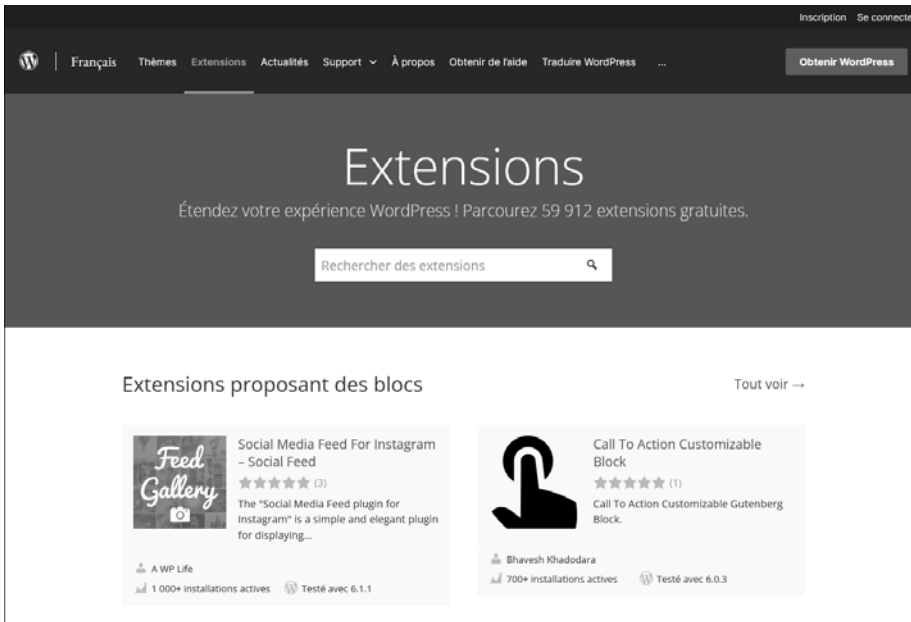 Inscription Se connecte
Français Thèmes Extensions Actualités Support À propos Obtenir de l'aide Traduire WordPress ... Obtenir WordPress
Extensions
Étendez votre expérience WordPress ! Parcourez 59 912 extensions gratuites.
Rechercher des extensions
Extensions proposant des blocs Tout voir →
Feed
Gallery
Social Media Feed For Instagram
– Social Feed
(3)
The "Social Media Feed plugin for
Instagram" is a simple and elegant plugin
for displaying...
A WP Life
1 000+ installations actives Testé avec 6.1.1
Call To Action Customizable
Block
(1)
Call To Action Customizable Gutenberg
Block.
Bhavesh Khadodara
700+ installations actives Testé avec 6.0.3